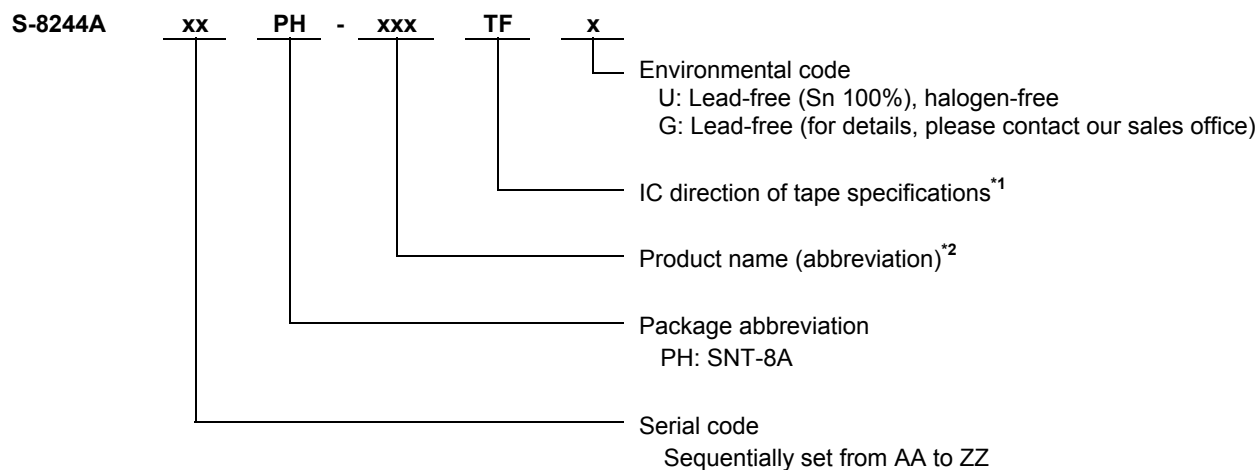 S-8244A xx PH - xxx TF x
Environmental code
U: Lead-free (Sn 100%), halogen-free
G: Lead-free (for details, please contact our sales office)
IC direction of tape specifications*1
Product name (abbreviation)*2
Package abbreviation
PH: SNT-8A
Serial code
Sequentially set from AA to ZZ